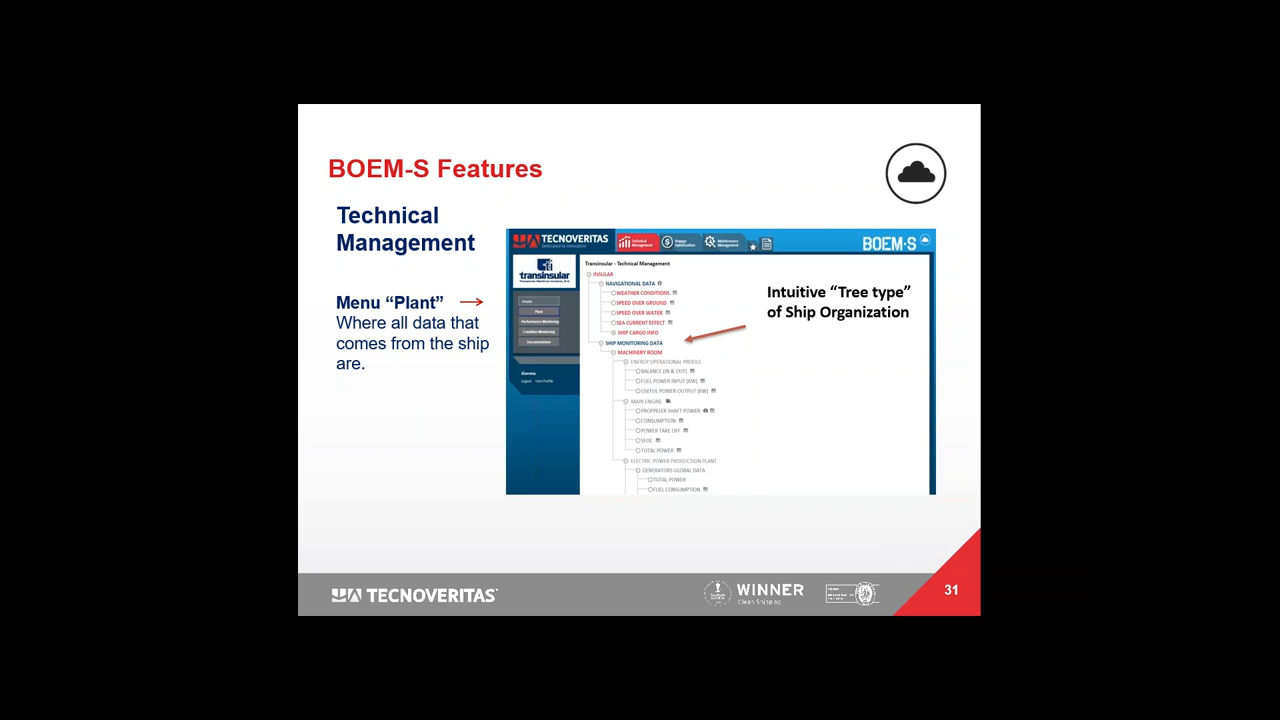 BOEM-S Features
Technical
Management
Menu “Plant”
Where all data that
comes from the ship
are.
TECNOVERITAS
Dedicated to Innovation
Technical
Management
Energy
Optimization
Maintenance
Management
BOEM-S
transinsular
Home
Plant
Performance Monitoring
Condition Monitoring
Documentation
Logout User Profile
Transinsular - Technical Management
INSULAR
NAVIGATIONAL DATA
WEATHER CONDITIONS
SPEED OVER GROUND
SPEED OVER WATER
SEA CURRENT EFFECT
SHIP CARGO INFO
SHIP MONITORING DATA
MACHINERY ROOM
ENERGY OPERATIONAL PROFILE
BALANCE (IN & OUT)
FUEL POWER INPUT (KW)
USEFUL POWER OUTPUT (KW)
MAIN ENGINE
PROPELLER SHAFT POWER
CONSUMPTION
POWER TAKE OFF
SFOC
TOTAL POWER
ELECTRIC POWER PRODUCTION PLANT
GENERATORS GLOBAL DATA
TOTAL POWER
FUEL CONSUMPTION
Intuitive “Tree type”
of Ship Organization
TECNOVERITAS
WINNER
Clean Shipping
31